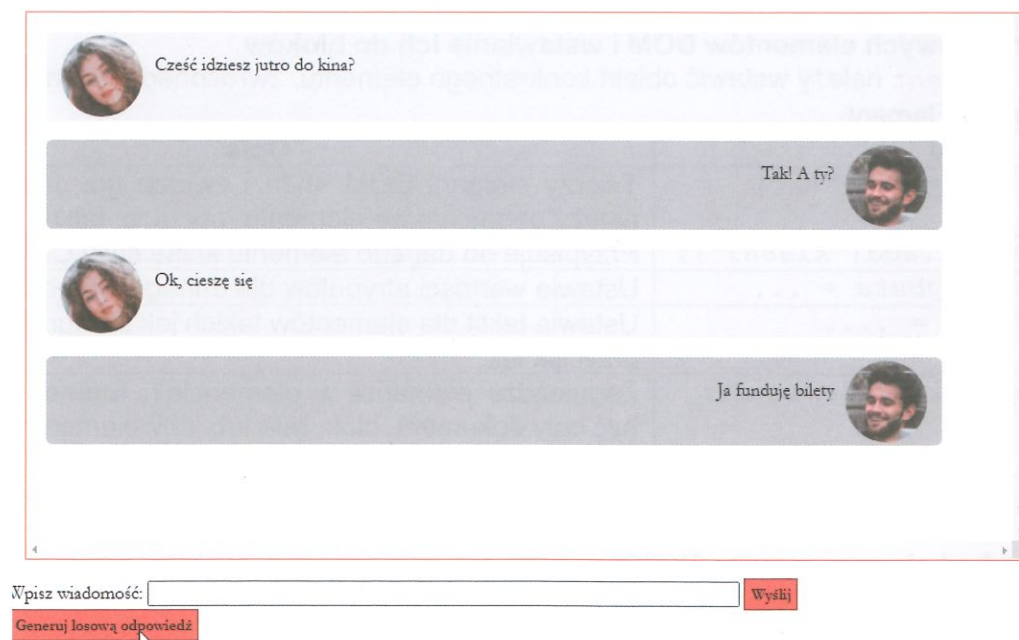 Cześć idziesz jutro do kina?
Tak! A ty?
Ok, cieszę się
Ja funduję bilety
Wpisz wiadomość:
Wyślij
Generuj losową odpowiedź